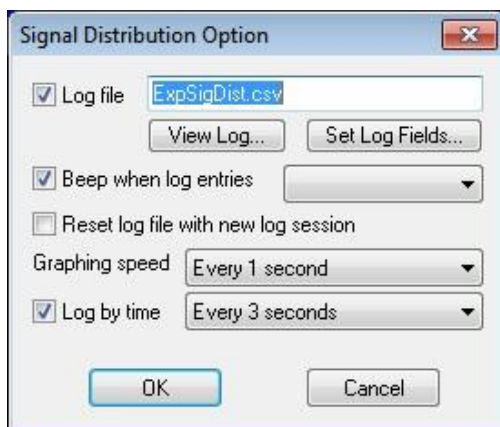 Signal Distribution Option
Log file ExpSigDist.csv
View Log... Set Log Fields...
Beep when log entries
Reset log file with new log session
Graphing speed Every 1 second
Log by time Every 3 seconds
OK Cancel